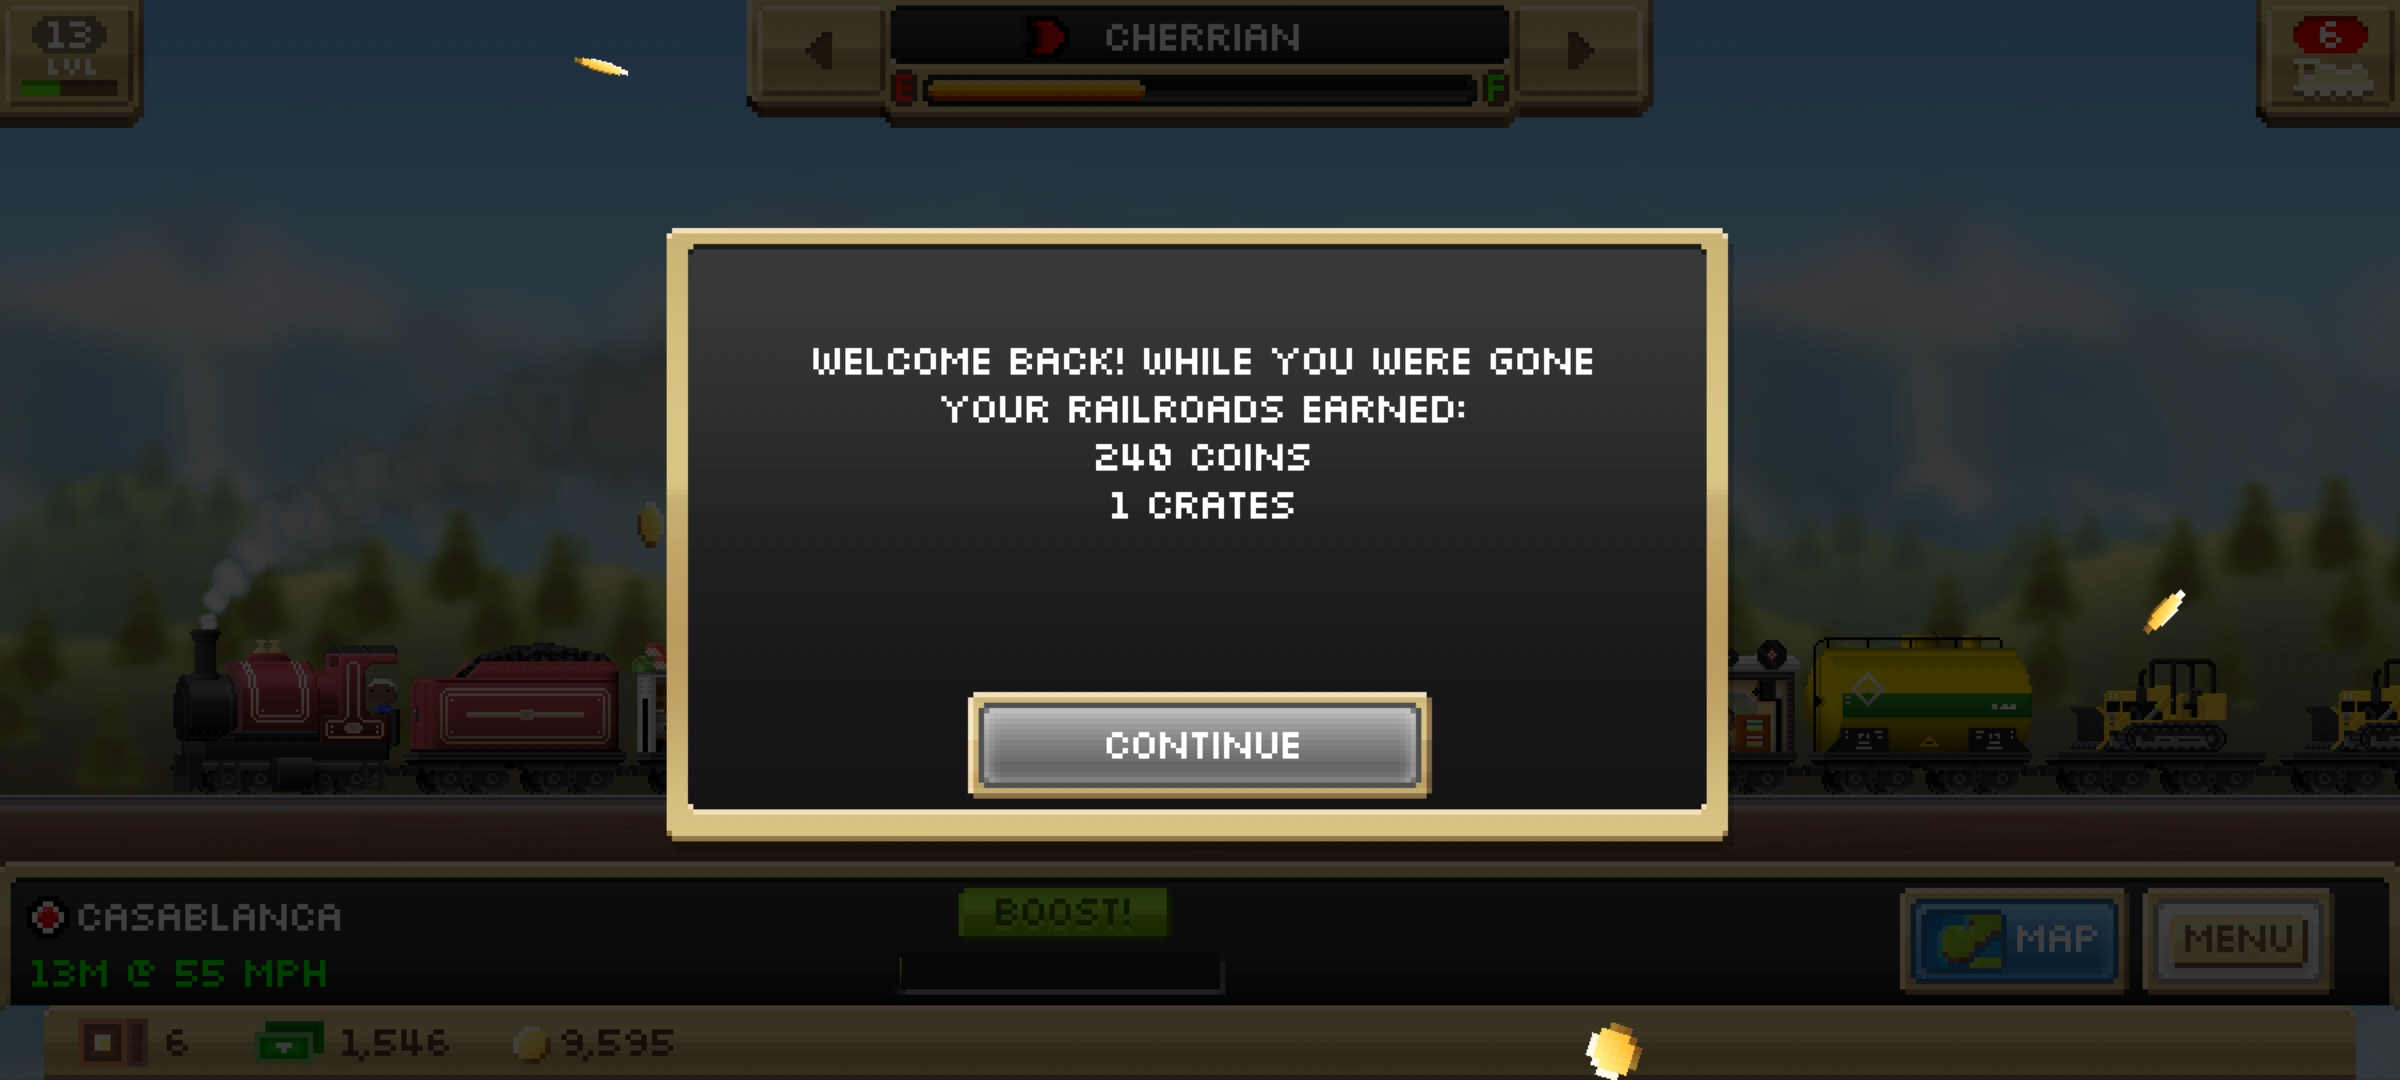 13
LVL
CHERRIAN
E
F
6
WELCOME BACK! WHILE YOU WERE GONE
YOUR RAILROADS EARNED:
240 COINS
1 CRATES
CONTINUE
CASABLANCA
13M @ 55 MPH
BOOST!
MAP
MENU
6
1,546
9,595